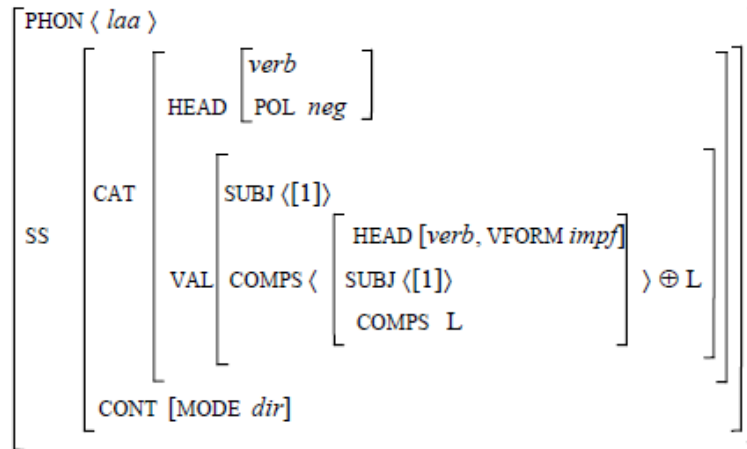 PHON ⟨ laa ⟩
verb
HEAD POL neg
CAT SUBJ ⟨[1]⟩
SS HEAD [verb, VFORM impf]
VAL COMPS ⟨ SUBJ ⟨[1]⟩ ⟩ ⊕ L
COMPS L
CONT [MODE dir]